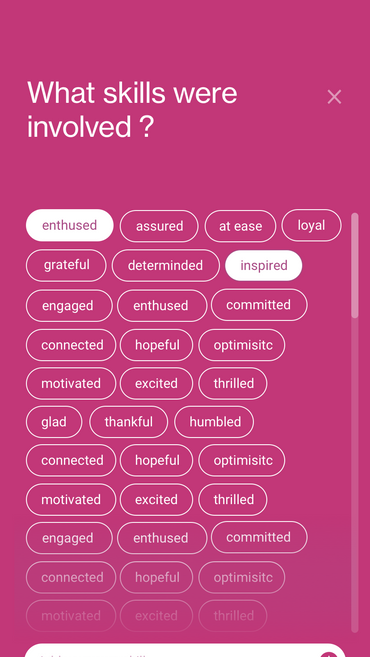 What skills were
involved ?
enthused assured at ease loyal
grateful determinded inspired
engaged enthused committed
connected hopeful optimisitc
motivated excited thrilled
glad thankful humbled
connected hopeful optimisitc
motivated excited thrilled
engaged enthused committed
connected hopeful optimisitc
motivated excited thrilled